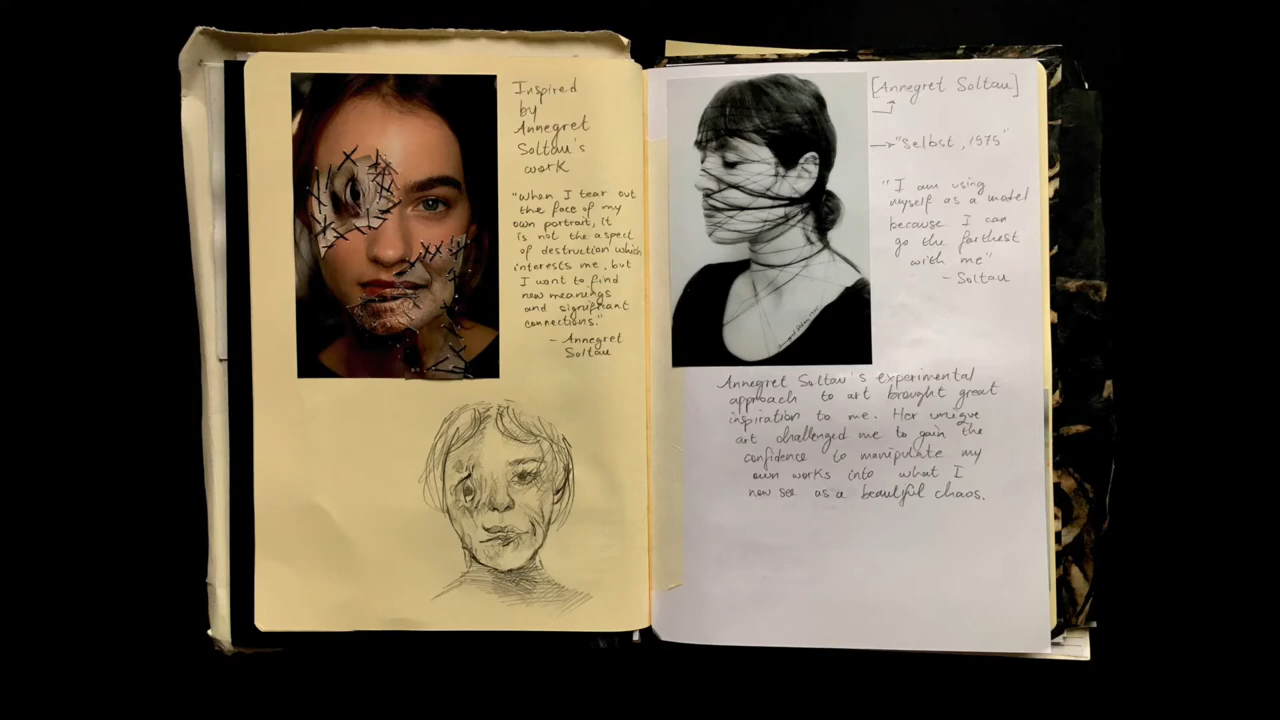 Inspired
by
Annegret
Soltau's
work
"When I tear out
the face of my
own portrait, it
is not the aspect
of destruction which
interests me, but
I want to find
new meanings
and significant
connections."
- Annegret
Soltau
[Annegret Soltau]
"Selbst, 1975"
"I am using
myself as a model
because I can
go the farthest
with me"
- Soltau
Annegret Soltau's experimental
approach to art brought great
inspiration to me. Her unique
art challenged me to gain the
confidence to manipulate my
own works into what I
now see as a beautiful chaos.